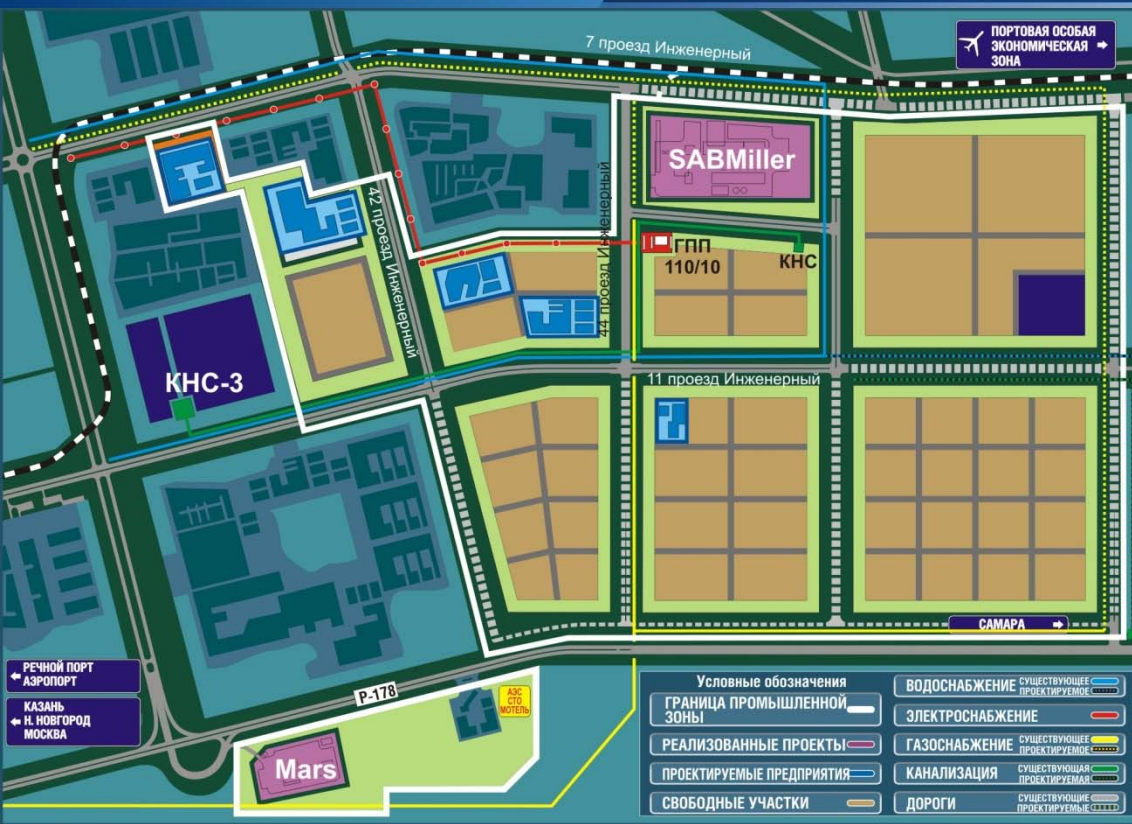 7 проезд Инженерный
ПОРТОВАЯ ОСОБАЯ
ЭКОНОМИЧЕСКАЯ
ЗОНА
SABMiller
42 проезд Инженерный
44 проезд Инженерный
ГПП
110/10
КНС
КНС-3
11 проезд Инженерный
САМАРА
РЕЧНОЙ ПОРТ
АЭРОПОРТ
КАЗАНЬ
Н. НОВГОРОД
МОСКВА
Р-178
АЗС
СТО
МОТЕЛЬ
Mars
Условные обозначения
ГРАНИЦА ПРОМЫШЛЕННОЙ
ЗОНЫ
РЕАЛИЗОВАННЫЕ ПРОЕКТЫ
ПРОЕКТИРУЕМЫЕ ПРЕДПРИЯТИЯ
СВОБОДНЫЕ УЧАСТКИ
ВОДОСНАБЖЕНИЕ СУЩЕСТВУЮЩЕЕ
ПРОЕКТИРУЕМОЕ
ЭЛЕКТРОСНАБЖЕНИЕ
ГАЗОСНАБЖЕНИЕ СУЩЕСТВУЮЩЕЕ
ПРОЕКТИРУЕМОЕ
КАНАЛИЗАЦИЯ СУЩЕСТВУЮЩАЯ
ПРОЕКТИРУЕМАЯ
ДОРОГИ СУЩЕСТВУЮЩИЕ
ПРОЕКТИРУЕМЫЕ